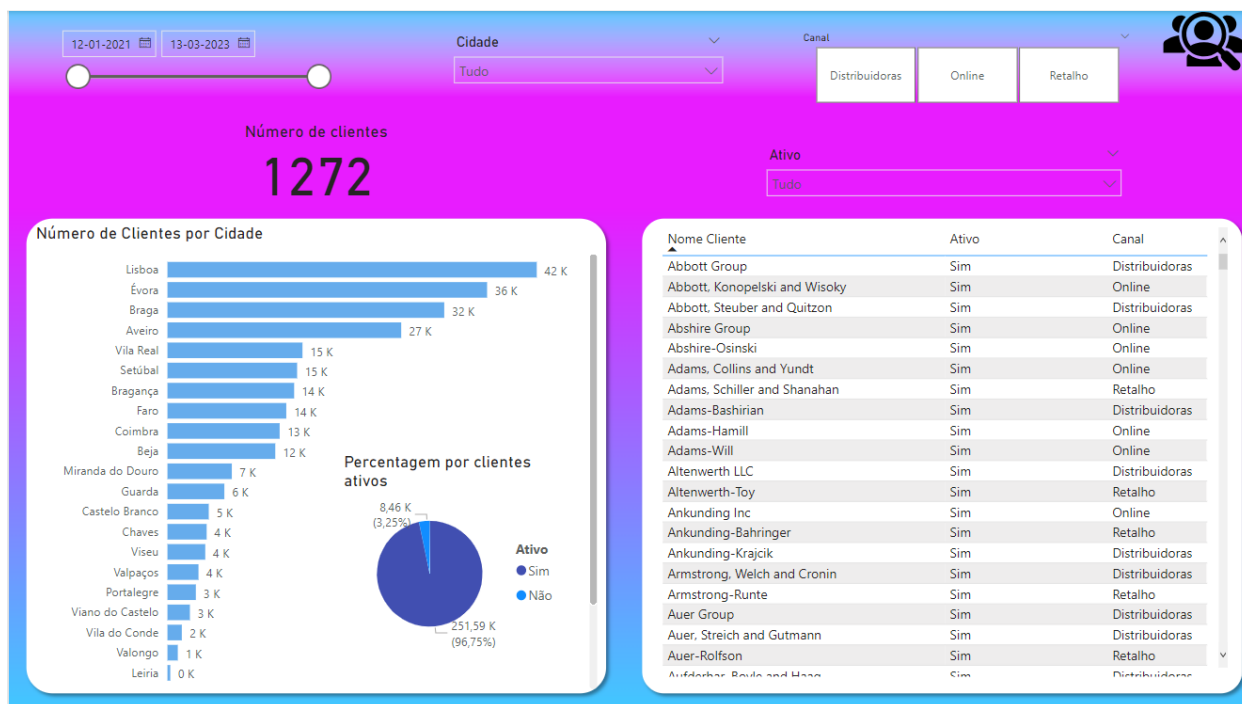 12-01-2021 13-03-2023
Cidade
Tudo
Canal
Distribuidoras Online Retalho
Número de clientes
1272
Ativo
Tudo
Número de Clientes por Cidade
Lisboa 42 K
Évora 36 K
Braga 32 K
Aveiro 27 K
Vila Real 15 K
Setúbal 15 K
Bragança 14 K
Faro 14 K
Coimbra 13 K
Beja 12 K
Miranda do Douro 7 K
Guarda 6 K
Castelo Branco 5 K
Chaves 4 K
Viseu 4 K
Valpaços 4 K
Portalegre 3 K
Viano do Castelo 3 K
Vila do Conde 2 K
Valongo 1 K
Leiria 0 K
Percentagem por clientes
ativos
8,46 K
(3,25%)
251,59 K
(96,75%)
Ativo
Sim
Não
Nome Cliente Ativo Canal
Abbott Group Sim Distribuidoras
Abbott, Konopelski and Wisoky Sim Online
Abbott, Steuber and Quitzon Sim Distribuidoras
Abshire Group Sim Online
Abshire-Osinski Sim Online
Adams, Collins and Yundt Sim Online
Adams, Schiller and Shanahan Sim Retalho
Adams-Bashirian Sim Distribuidoras
Adams-Hamill Sim Online
Adams-Will Sim Online
Altenwerth LLC Sim Distribuidoras
Altenwerth-Toy Sim Retalho
Ankunding Inc Sim Online
Ankunding-Bahringer Sim Retalho
Ankunding-Krajcik Sim Distribuidoras
Armstrong, Welch and Cronin Sim Distribuidoras
Armstrong-Runte Sim Retalho
Auer Group Sim Distribuidoras
Auer, Streich and Gutmann Sim Distribuidoras
Auer-Rolfson Sim Retalho
Aufderhar, Boyle and Haag Sim Distribuidoras